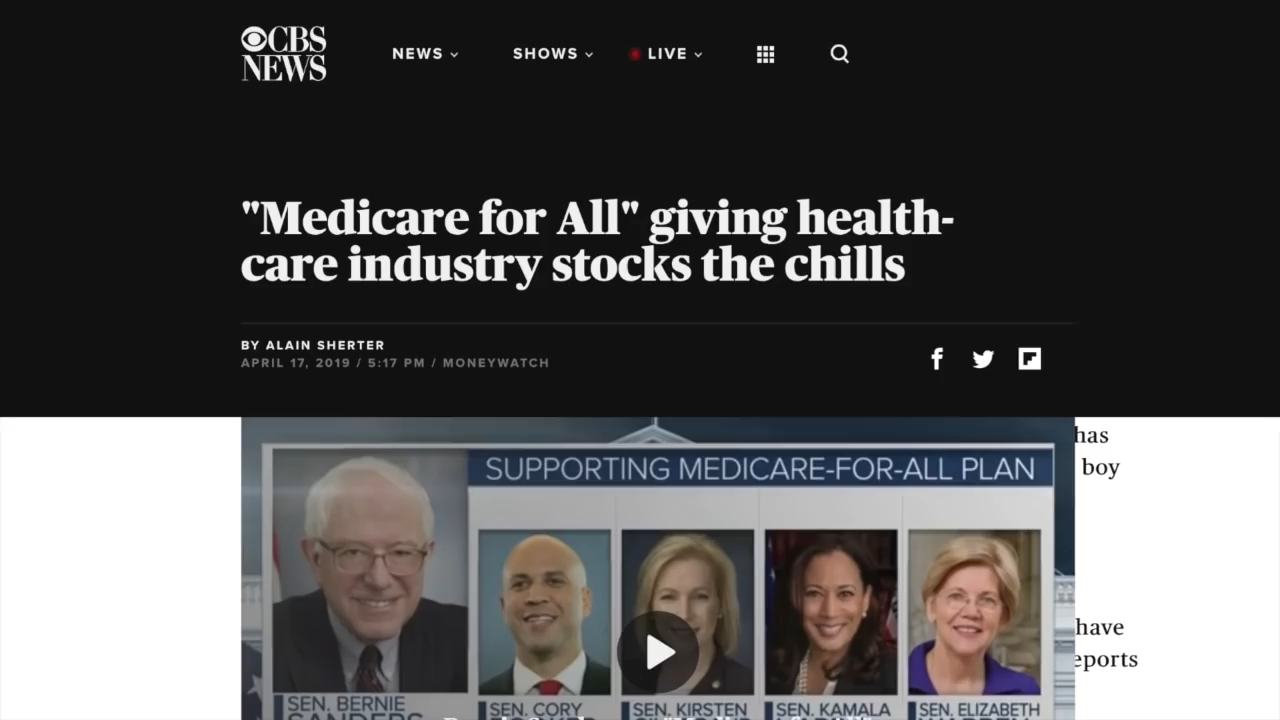 CBS
NEWS
NEWS
SHOWS
LIVE
"Medicare for All" giving health-
care industry stocks the chills
BY ALAIN SHERTER
APRIL 17, 2019 / 5:17 PM / MONEYWATCH
has
boy
SUPPORTING MEDICARE-FOR-ALL PLAN
have
eports
SEN. BERNIE
SANDERS
SEN. CORY
SEN. KIRSTEN
SEN. KAMALA
SEN. ELIZABETH